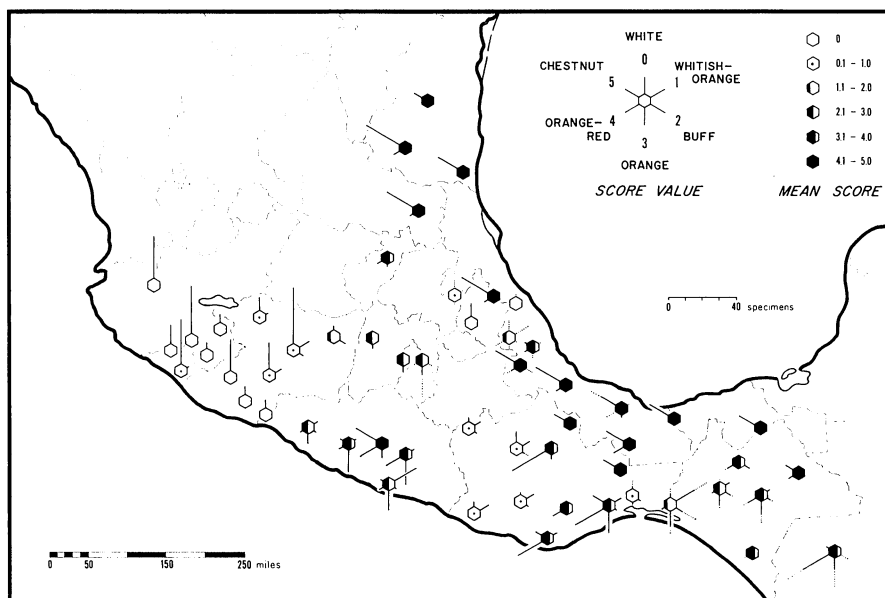 WHITE
0
CHESTNUT WHITISH-
5 1 ORANGE
ORANGE- 4 2
RED 3 BUFF
ORANGE
SCORE VALUE
0
0.1 - 1.0
1.1 - 2.0
2.1 - 3.0
3.1 - 4.0
4.1 - 5.0
MEAN SCORE
0 40 specimens
0 50 150 250 miles